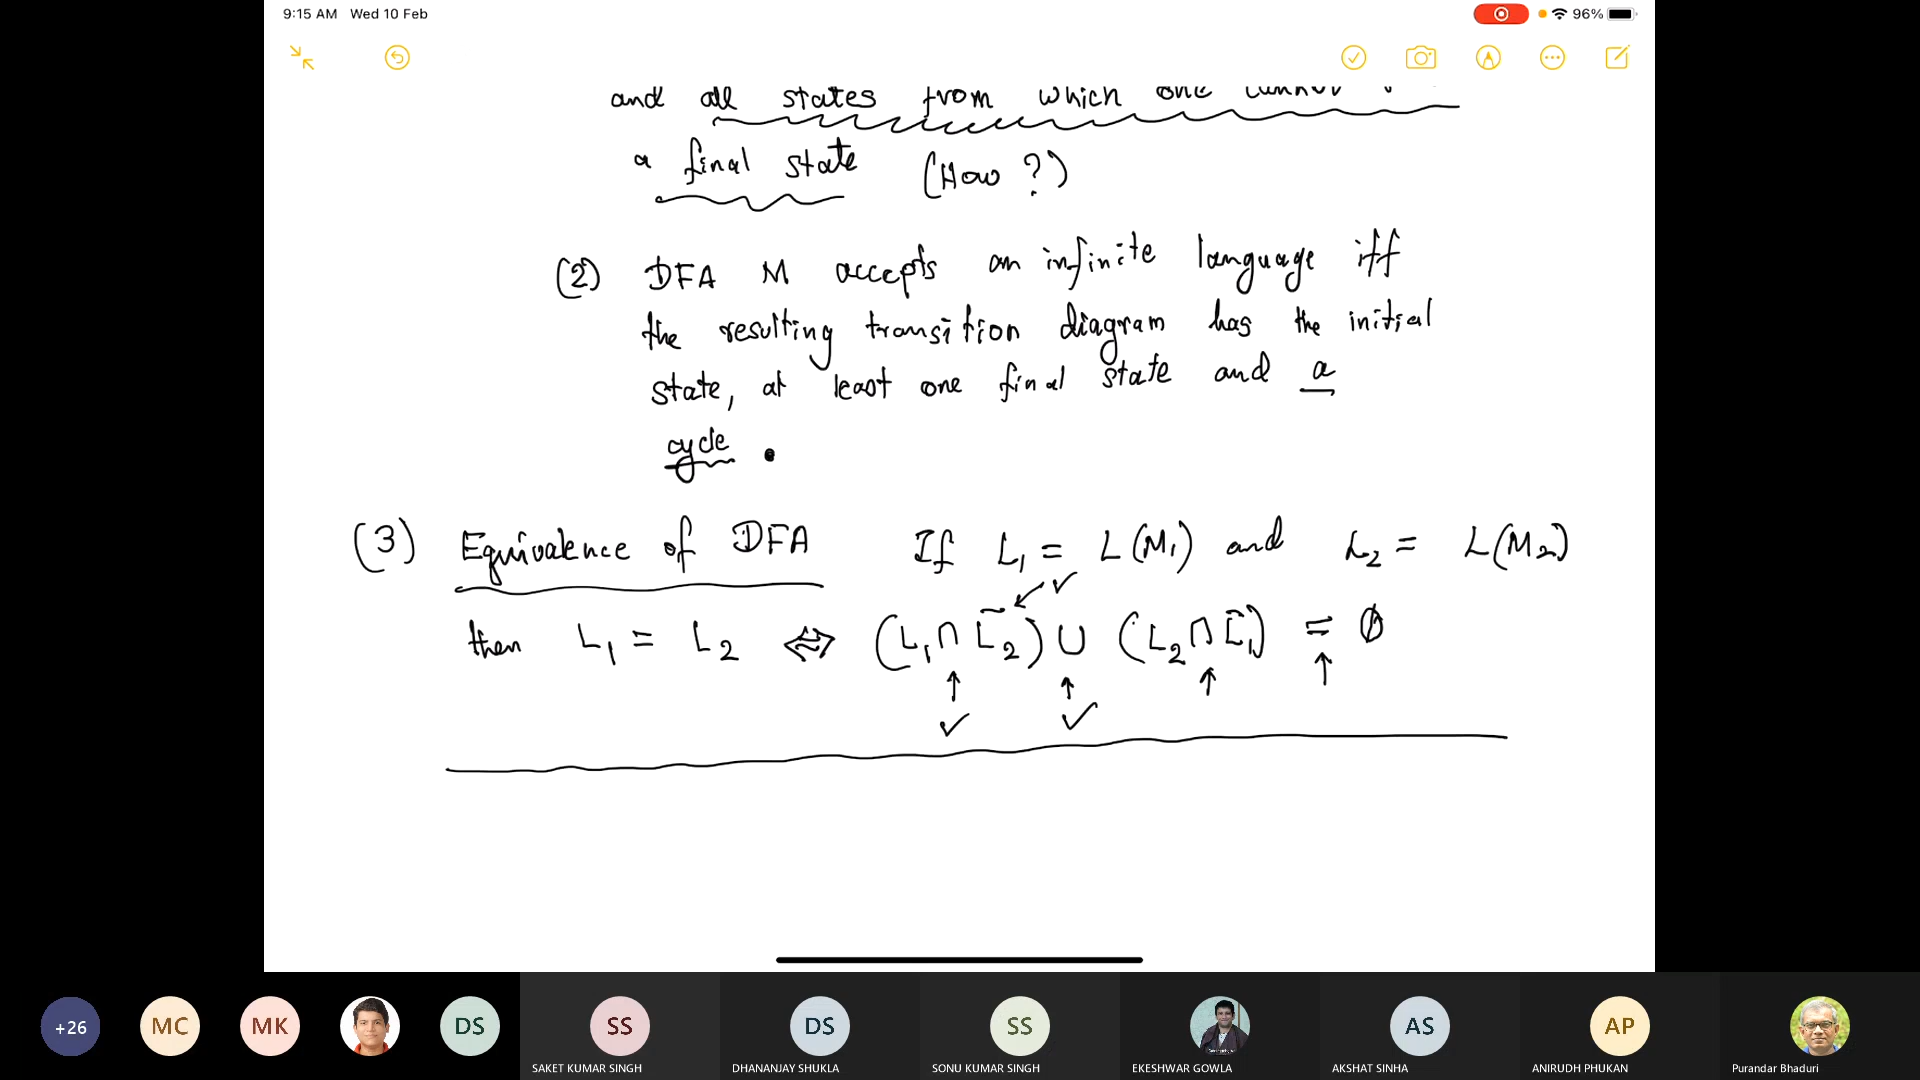 9:15 AM Wed 10 Feb
96%
and all states from which one cannot
a final state (How ?)
(2) DFA M accepts an infinite language iff
the resulting transition diagram has the initial
state, at least one final state and a
cycle .
(3) Equivalence of DFA If L₁ = L(M₁) and L₂ = L(M₂)
then L₁ = L₂ ⇔ (L₁ ∩ L̅₂) ∪ (L₂ ∩ L̅₁) = ∅
+26 MC MK DS SS DS SS AS AP
SAKET KUMAR SINGH DHANANJAY SHUKLA SONU KUMAR SINGH EKESHWAR GOWLA AKSHAT SINHA ANIRUDH PHUKAN Purandar Bhaduri